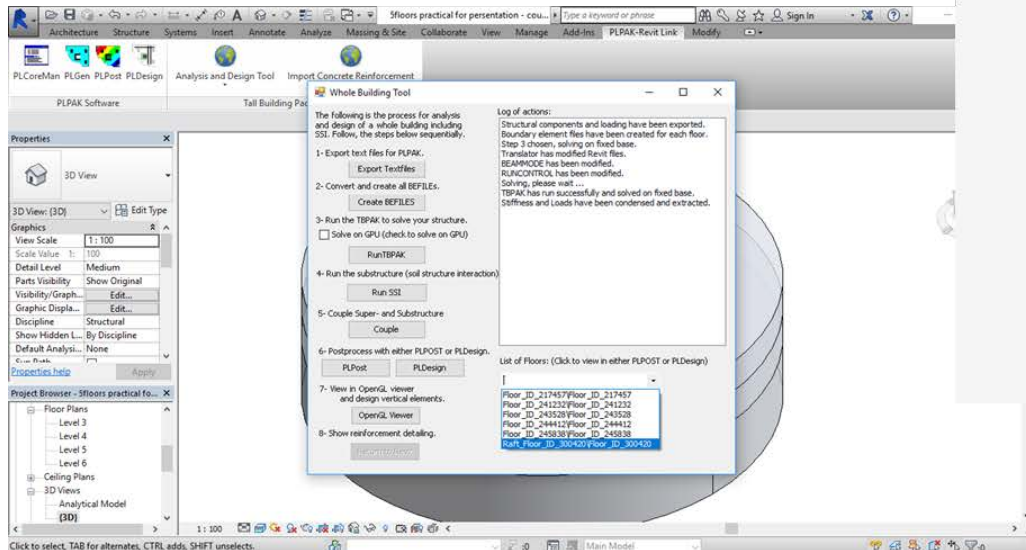 5floors practical for persentation - cou...
Type a keyword or phrase
Sign In
Architecture Structure Systems Insert Annotate Analyze Massing & Site Collaborate View Manage Add-Ins PLPAK-Revit Link Modify
PLCoreMan PLGen PLPost PLDesign Analysis and Design Tool Import Concrete Reinforcement
PLPAK Software
Tall Building Pac
Whole Building Tool
The following is the process for analysis
and design of a whole building including
SSI. Follow, the steps below sequentially.
1- Export text files for PLPAK.
Export Textfiles
2- Convert and create all BEFILEs.
Create BEFILES
3- Run the TBPAK to solve your structure.
Solve on GPU (check to solve on GPU)
RunTBPAK
4- Run the substructure (soil structure interaction)
Run SSI
5- Couple Super- and Substructure
Couple
6- Postprocess with either PLPOST or PLDesign.
PLPost
PLDesign
7- View in OpenGL viewer
and design vertical elements.
OpenGL Viewer
8- Show reinforcement detailing.
Log of actions:
Structural components and loading have been exported.
Boundary element files have been created for each floor.
Step 3 chosen, solving on fixed base.
Translator has modified Revit files.
BEAMMODE has been modified.
RUNCONTROL has been modified.
Solving, please wait ...
TBPAK has run successfully and solved on fixed base.
Stiffness and Loads have been condensed and extracted.
List of Floors: (Click to view in either PLPOST or PLDesign)
Floor_ID_217457\Floor_ID_217457
Floor_ID_241232\Floor_ID_241232
Floor_ID_243528\Floor_ID_243528
Floor_ID_244412\Floor_ID_244412
Floor_ID_245838\Floor_ID_245838
Raft_Floor_ID_300420\Floor_ID_300420
Properties
3D View
3D View: {3D}
Edit Type
Graphics
View Scale 1 : 100
Scale Value 1: 100
Detail Level Medium
Parts Visibility Show Original
Visibility/Graph... Edit...
Graphic Displa... Edit...
Discipline Structural
Show Hidden L... By Discipline
Default Analysi... None
Properties help
Apply
Project Browser - 5floors practical fo...
Floor Plans
Level 3
Level 4
Level 5
Level 6
Ceiling Plans
3D Views
Analytical Model
{3D}
1 : 100
Click to select, TAB for alternates, CTRL adds, SHIFT unselects.
:0
Main Model
:0